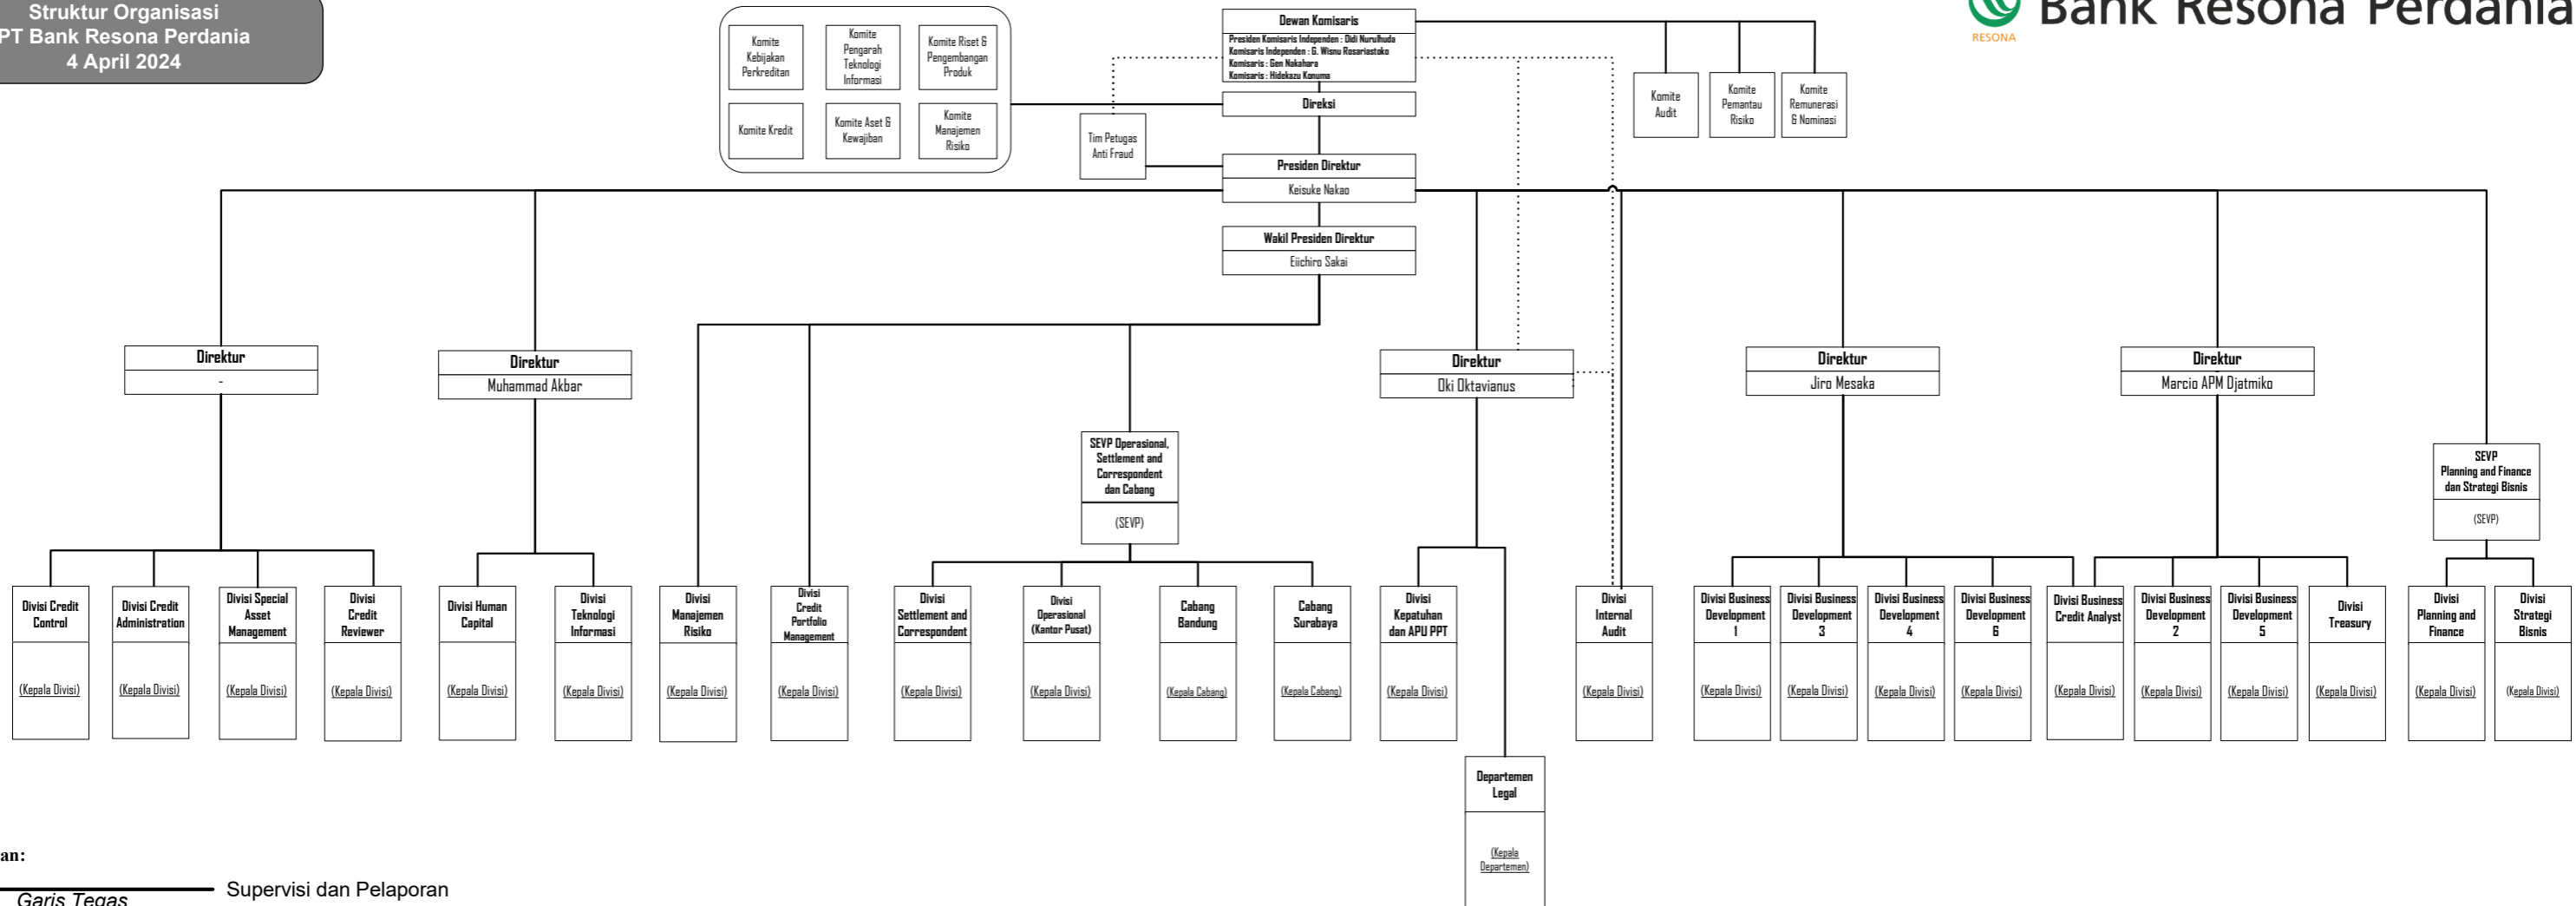 Struktur Organisasi
PT Bank Resona Perdania
4 April 2024
RESONA
Bank Resona Perdania
Komite
Kebijakan
Perkreditan
Komite
Pengarah
Teknologi
Informasi
Komite Riset &
Pengembangan
Produk
Komite Kredit
Komite Aset &
Kewajiban
Komite
Manajemen
Risiko
Tim Petugas
Anti Fraud
Dewan Komisaris
Presiden Komisaris Independen : Didi Nurulhuda
Komisaris Independen : G. Wisnu Rosariastoko
Komisaris : Gen Nakahara
Komisaris : Hidekazu Konuma
Direksi
Presiden Direktur
Keisuke Nakao
Wakil Presiden Direktur
Eiichiro Sakai
Komite
Audit
Komite
Pemantau
Risiko
Komite
Remunerasi
& Nominasi
Direktur
-
Direktur
Muhammad Akbar
Direktur
Oki Oktavianus
Direktur
Jiro Mesaka
Direktur
Marcio APM Djatmiko
SEVP Operasional,
Settlement and
Correspondent
dan Cabang
(SEVP)
SEVP
Planning and Finance
dan Strategi Bisnis
(SEVP)
Divisi Credit
Control
(Kepala Divisi)
Divisi Credit
Administration
(Kepala Divisi)
Divisi Special
Asset
Management
(Kepala Divisi)
Divisi
Credit
Reviewer
(Kepala Divisi)
Divisi Human
Capital
(Kepala Divisi)
Divisi
Teknologi
Informasi
(Kepala Divisi)
Divisi
Manajemen
Risiko
(Kepala Divisi)
Divisi
Credit
Portfolio
Management
(Kepala Divisi)
Divisi
Settlement and
Correspondent
(Kepala Divisi)
Divisi
Operasional
(Kantor Pusat)
(Kepala Divisi)
Cabang
Bandung
(Kepala Cabang)
Cabang
Surabaya
(Kepala Cabang)
Divisi
Kepatuhan
dan APU PPT
(Kepala Divisi)
Departemen
Legal
(Kepala
Departemen)
Divisi
Internal
Audit
(Kepala Divisi)
Divisi Business
Development
1
(Kepala Divisi)
Divisi Business
Development
3
(Kepala Divisi)
Divisi Business
Development
4
(Kepala Divisi)
Divisi Business
Development
6
(Kepala Divisi)
Divisi Business
Credit Analyst
(Kepala Divisi)
Divisi Business
Development
2
(Kepala Divisi)
Divisi Business
Development
5
(Kepala Divisi)
Divisi
Treasury
(Kepala Divisi)
Divisi
Planning and
Finance
(Kepala Divisi)
Divisi
Strategi
Bisnis
(Kepala Divisi)
an:
Garis Tegas
Supervisi dan Pelaporan